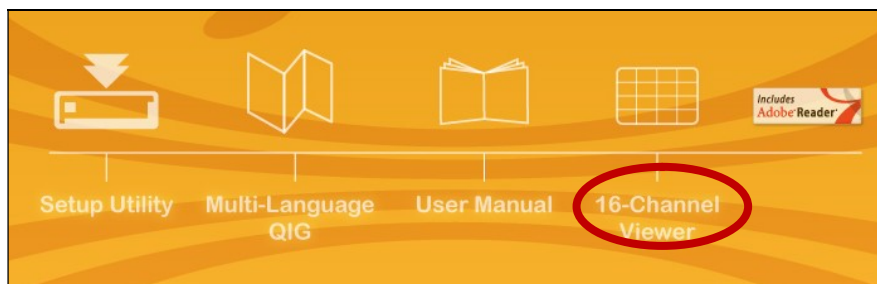 Includes
Adobe Reader
Setup Utility
Multi-Language
QIG
User Manual
16-Channel
Viewer